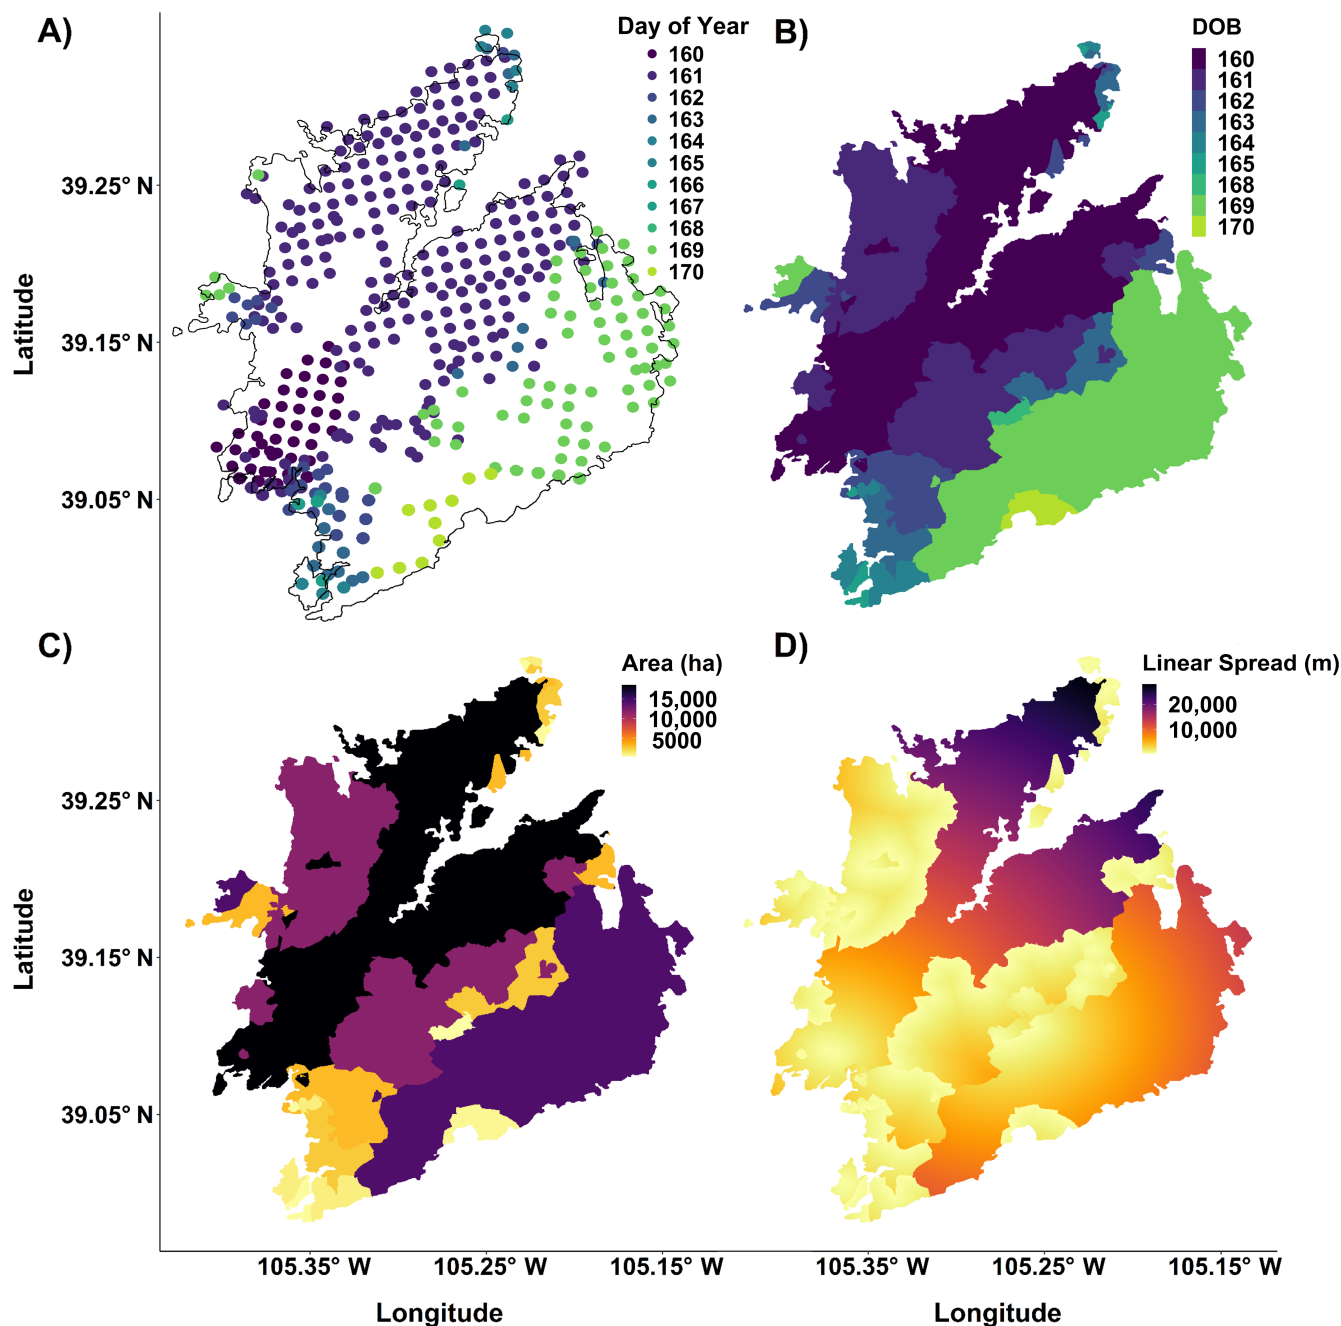 A)
Day of Year
160
161
162
163
164
165
166
167
168
169
170
39.25° N
39.15° N
39.05° N
Latitude
B)
DOB
160
161
162
163
164
165
168
169
170
C)
Area (ha)
15,000
10,000
5000
39.25° N
39.15° N
39.05° N
Latitude
105.35° W
105.25° W
105.15° W
Longitude
D)
Linear Spread (m)
20,000
10,000
105.35° W
105.25° W
105.15° W
Longitude